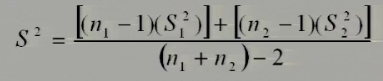 S² = [(n₁ − 1)(S₁²)] + [(n₂ − 1)(S₂²)] / (n₁ + n₂) − 2